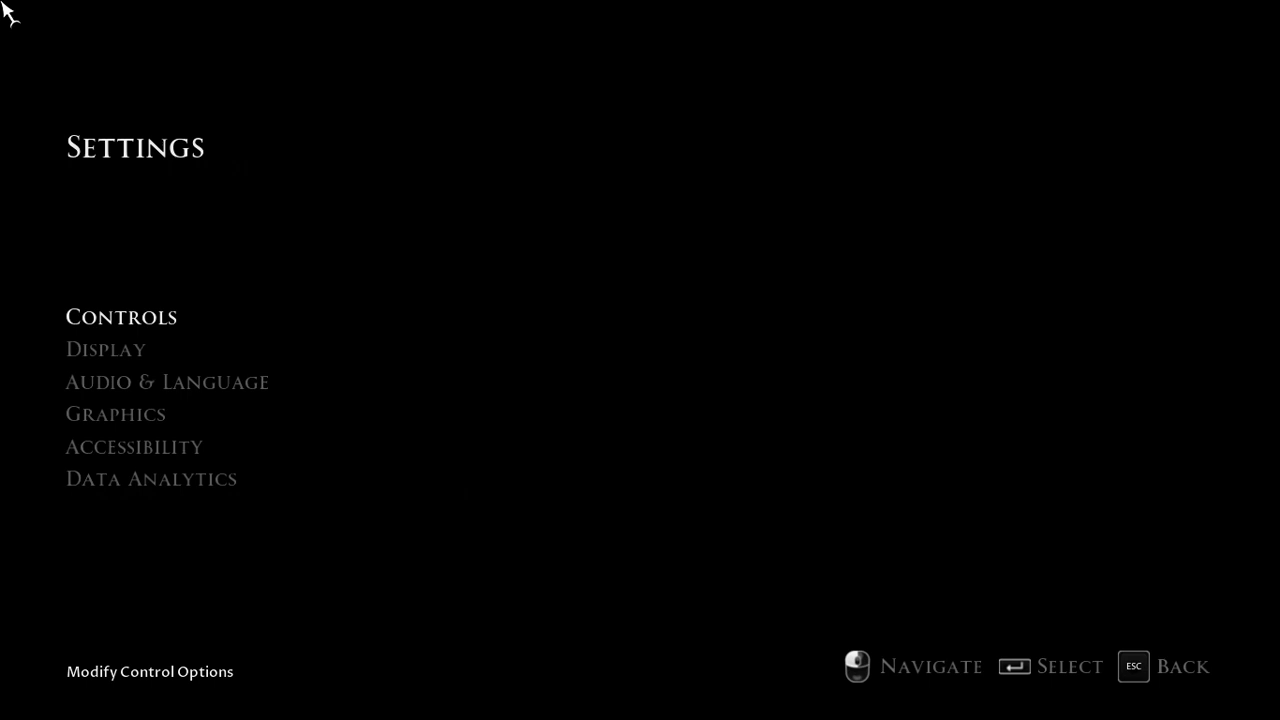 Settings
Controls
Display
Audio & Language
Graphics
Accessibility
Data Analytics
Modify Control Options
Navigate
Select
ESC Back